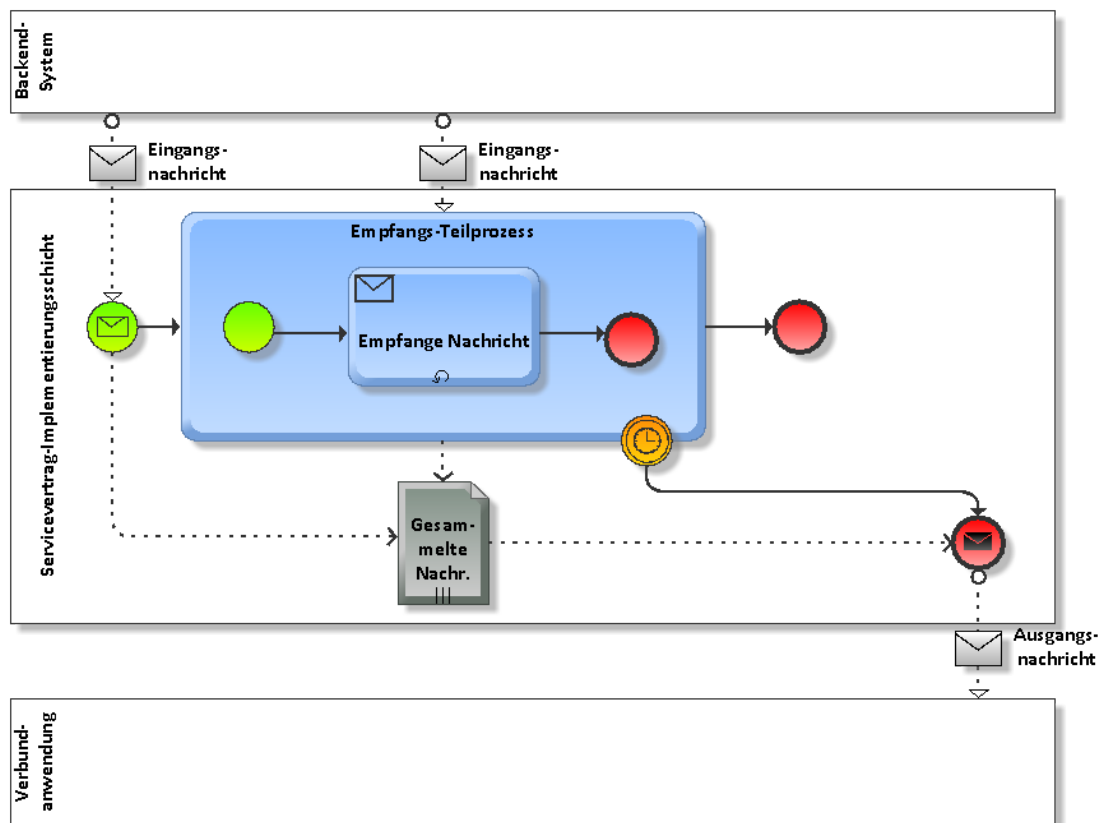 Backend-
System
Eingangs-
nachricht
Eingangs-
nachricht
Servicevertrag-Implementierungsschicht
Empfangs-Teilprozess
Empfange Nachricht
Gesam-
melte
Nachr.
Ausgangs-
nachricht
Verbund-
anwendung